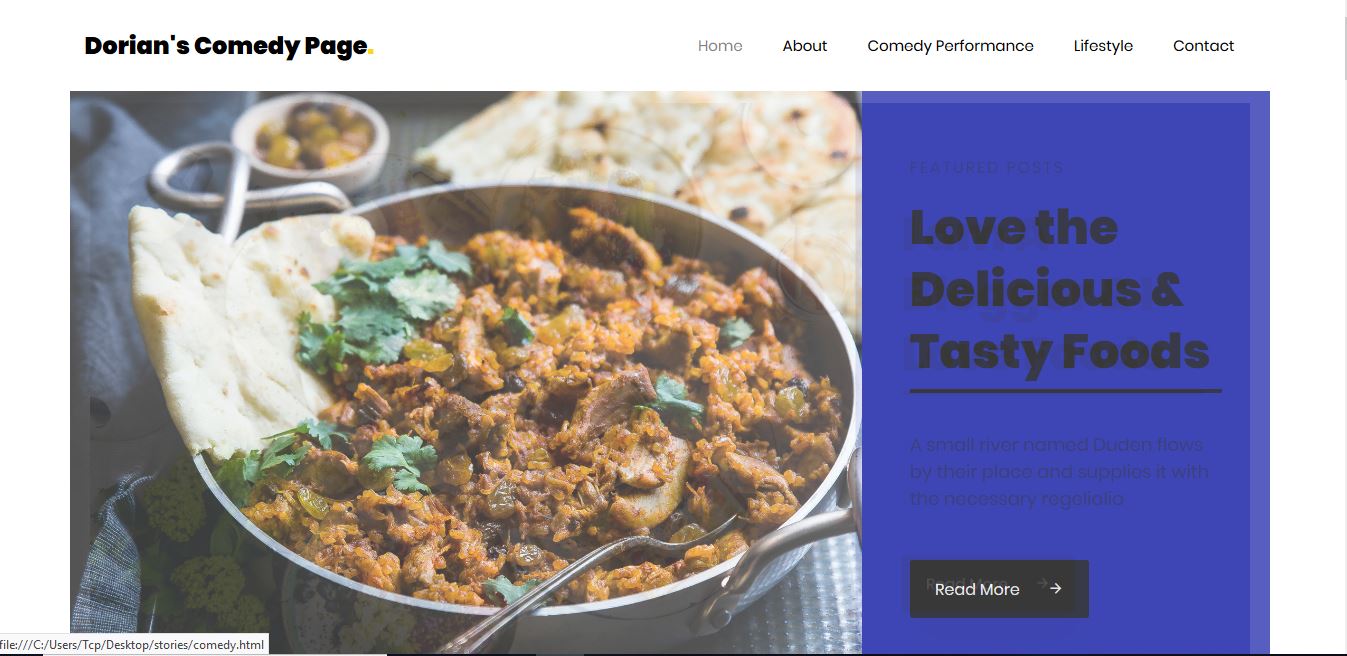 Dorian's Comedy Page.
Home About Comedy Performance Lifestyle Contact
FEATURED POSTS
Love the
Delicious &
Tasty Foods
A small river named Duden flows
by their place and supplies it with
the necessary regelialia
Read More
Read More
file:///C:/Users/Tcp/Desktop/stories/comedy.html